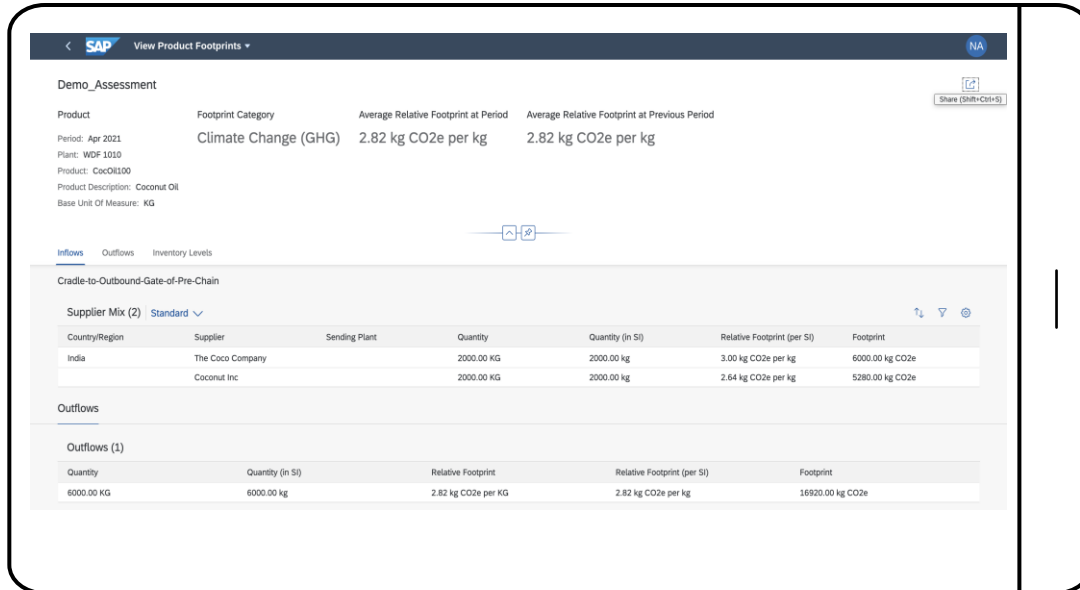 SAP View Product Footprints
NA
Demo_Assessment
Share (Shift+Ctrl+S)
Product Footprint Category Average Relative Footprint at Period Average Relative Footprint at Previous Period
Period: Apr 2021 Climate Change (GHG) 2.82 kg CO2e per kg 2.82 kg CO2e per kg
Plant: WDF 1010
Product: CocOil100
Product Description: Coconut Oil
Base Unit Of Measure: KG
Inflows Outflows Inventory Levels
Cradle-to-Outbound-Gate-of-Pre-Chain
Supplier Mix (2) Standard
Country/Region Supplier Sending Plant Quantity Quantity (in SI) Relative Footprint (per SI) Footprint
India The Coco Company 2000.00 KG 2000.00 kg 3.00 kg CO2e per kg 6000.00 kg CO2e
Coconut Inc 2000.00 KG 2000.00 kg 2.64 kg CO2e per kg 5280.00 kg CO2e
Outflows
Outflows (1)
Quantity Quantity (in SI) Relative Footprint Relative Footprint (per SI) Footprint
6000.00 KG 6000.00 kg 2.82 kg CO2e per KG 2.82 kg CO2e per kg 16920.00 kg CO2e